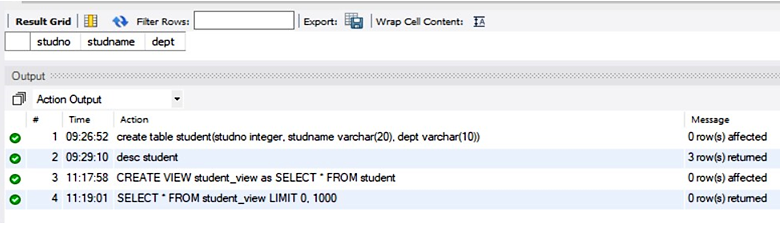 Result Grid Filter Rows: Export: Wrap Cell Content: IA
studno studname dept
Output
Action Output
# Time Action Message
1 09:26:52 create table student(studno integer, studname varchar(20), dept varchar(10)) 0 row(s) affected
2 09:29:10 desc student 3 row(s) returned
3 11:17:58 CREATE VIEW student_view as SELECT * FROM student 0 row(s) affected
4 11:19:01 SELECT * FROM student_view LIMIT 0, 1000 0 row(s) returned